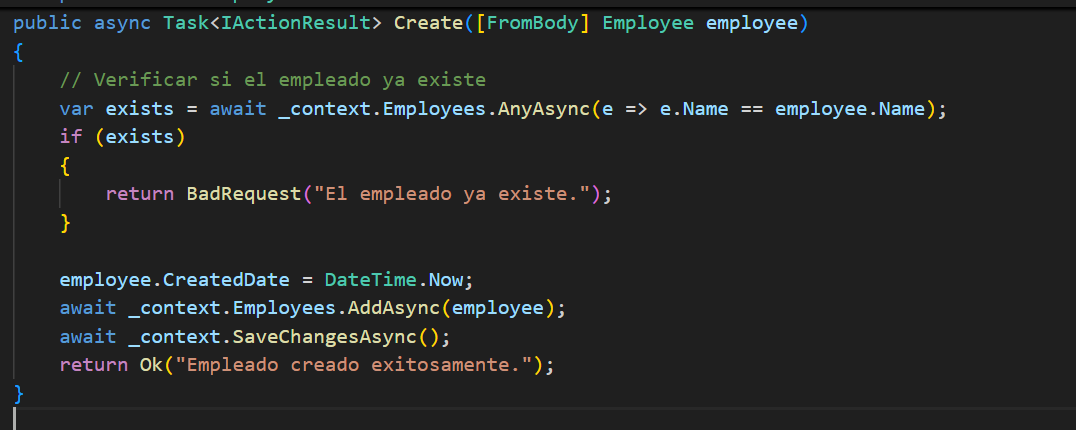 public async Task<IActionResult> Create([FromBody] Employee employee)
{
    // Verificar si el empleado ya existe
    var exists = await _context.Employees.AnyAsync(e => e.Name == employee.Name);
    if (exists)
    {
        return BadRequest("El empleado ya existe.");
    }

    employee.CreatedDate = DateTime.Now;
    await _context.Employees.AddAsync(employee);
    await _context.SaveChangesAsync();
    return Ok("Empleado creado exitosamente.");
}